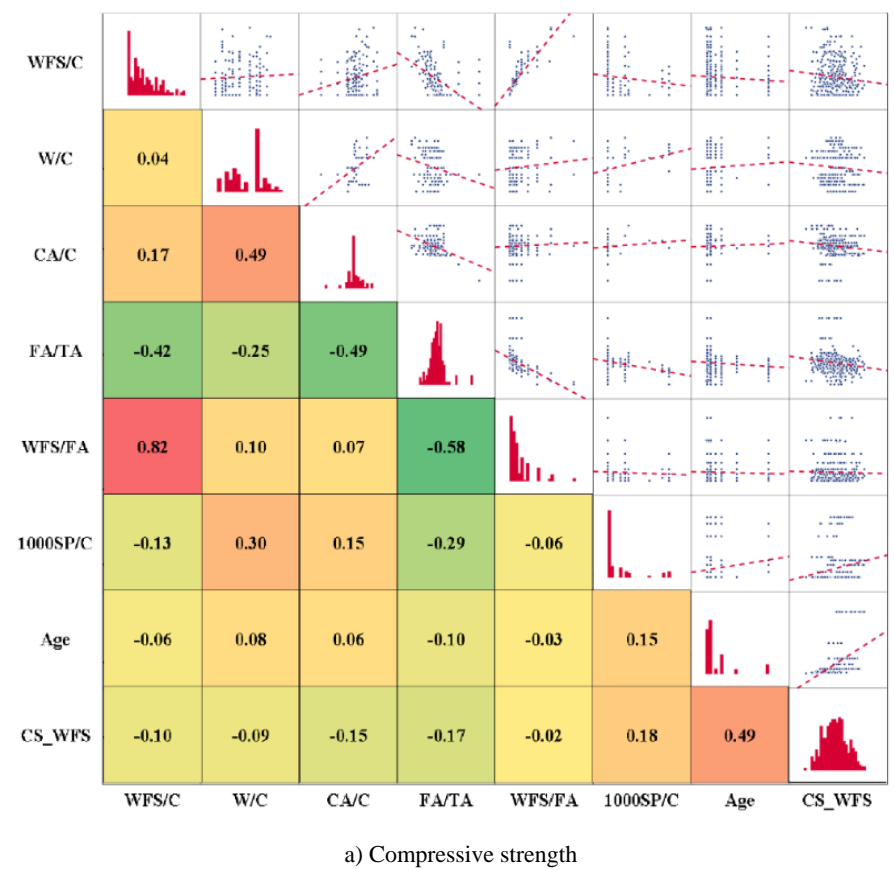 WFS/C
W/C 0.04
CA/C 0.17 0.49
FA/TA -0.42 -0.25 -0.49
WFS/FA 0.82 0.10 0.07 -0.58
1000SP/C -0.13 0.30 0.15 -0.29 -0.06
Age -0.06 0.08 0.06 -0.10 -0.03 0.15
CS_WFS -0.10 -0.09 -0.15 -0.17 -0.02 0.18 0.49
WFS/C W/C CA/C FA/TA WFS/FA 1000SP/C Age CS_WFS
a) Compressive strength